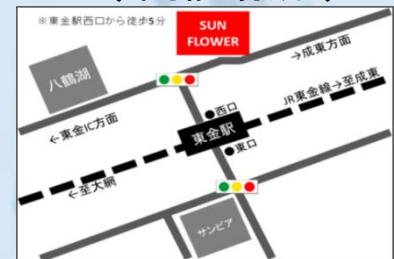 ※東金駅西口から徒歩5分
SUN
FLOWER
→成東方面
八鶴湖
JR東金線→至成東
西口
←東金IC方面
東金駅
東口
←至大網
サンピア